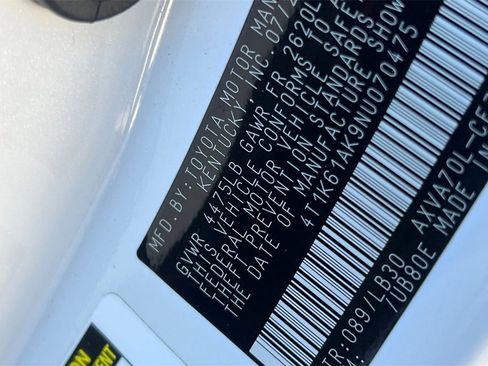 MFD. BY: TOYOTA MOTOR MAN
KENTUCKY, INC. 07/2
GVWR 4475LB GAWR FR 2620L
THIS VEHICLE CONFORMS TO A
FEDERAL MOTOR VEHICLE SAFE
THEFT PREVENTION STANDARDS
THE DATE OF MANUFACTURE SHOW
4T1K61AK9NU070475
TR: 089/LB30 AXVA70L-CE
M: /UB80E MADE IN
ENT